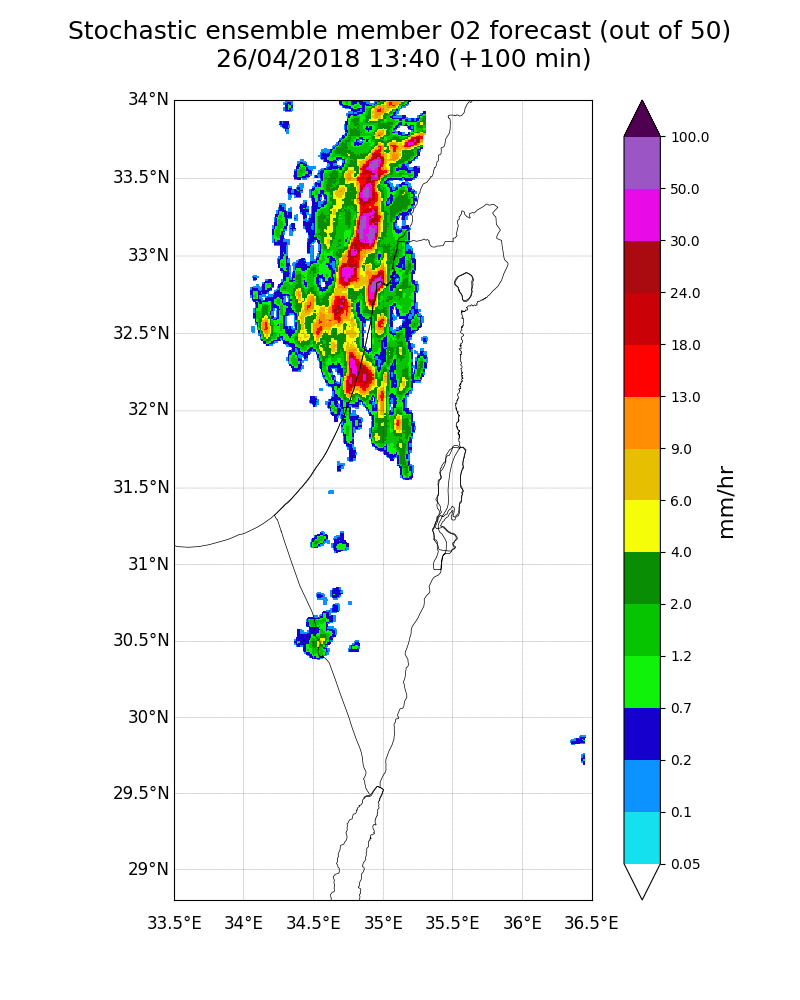 Stochastic ensemble member 02 forecast (out of 50)
26/04/2018 13:40 (+100 min)
34°N
33.5°N
33°N
32.5°N
32°N
31.5°N
31°N
30.5°N
30°N
29.5°N
29°N
33.5°E 34°E 34.5°E 35°E 35.5°E 36°E 36.5°E
100.0
50.0
30.0
24.0
18.0
13.0
9.0
6.0
4.0
2.0
1.2
0.7
0.2
0.1
0.05
mm/hr